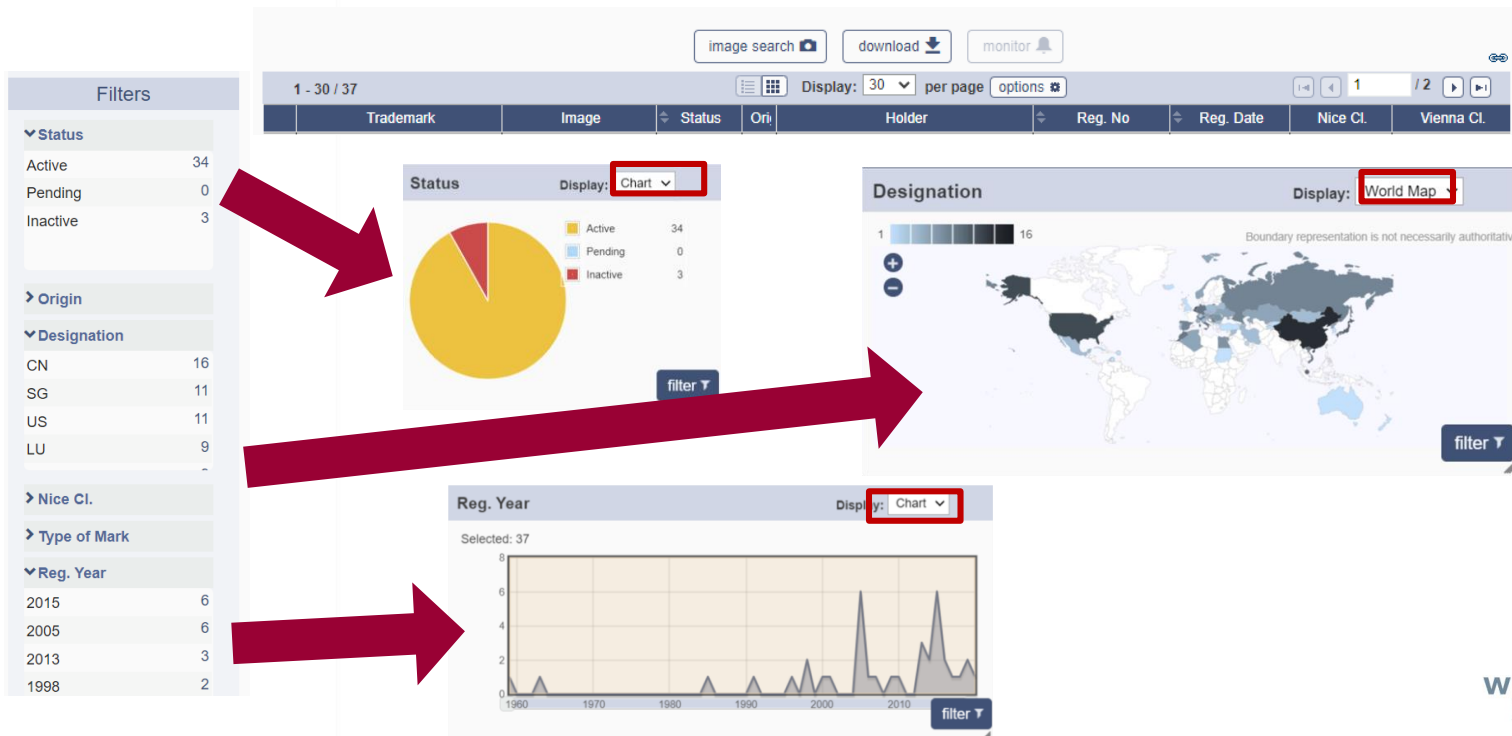 image search
download
monitor
Filters
1 - 30 / 37
Display: 30 per page options
1 / 2
Trademark Image Status Ori Holder Reg. No Reg. Date Nice Cl. Vienna Cl.
Status
Active 34
Pending 0
Inactive 3
Origin
Designation
CN 16
SG 11
US 11
LU 9
Nice Cl.
Type of Mark
Reg. Year
2015 6
2005 6
2013 3
1998 2
Status Display: Chart
Active 34
Pending 0
Inactive 3
filter
Designation Display: World Map
1 16
Boundary representation is not necessarily authoritativ
filter
Reg. Year Display: Chart
Selected: 37
8
6
4
2
0
1960 1970 1980 1990 2000 2010
filter
W